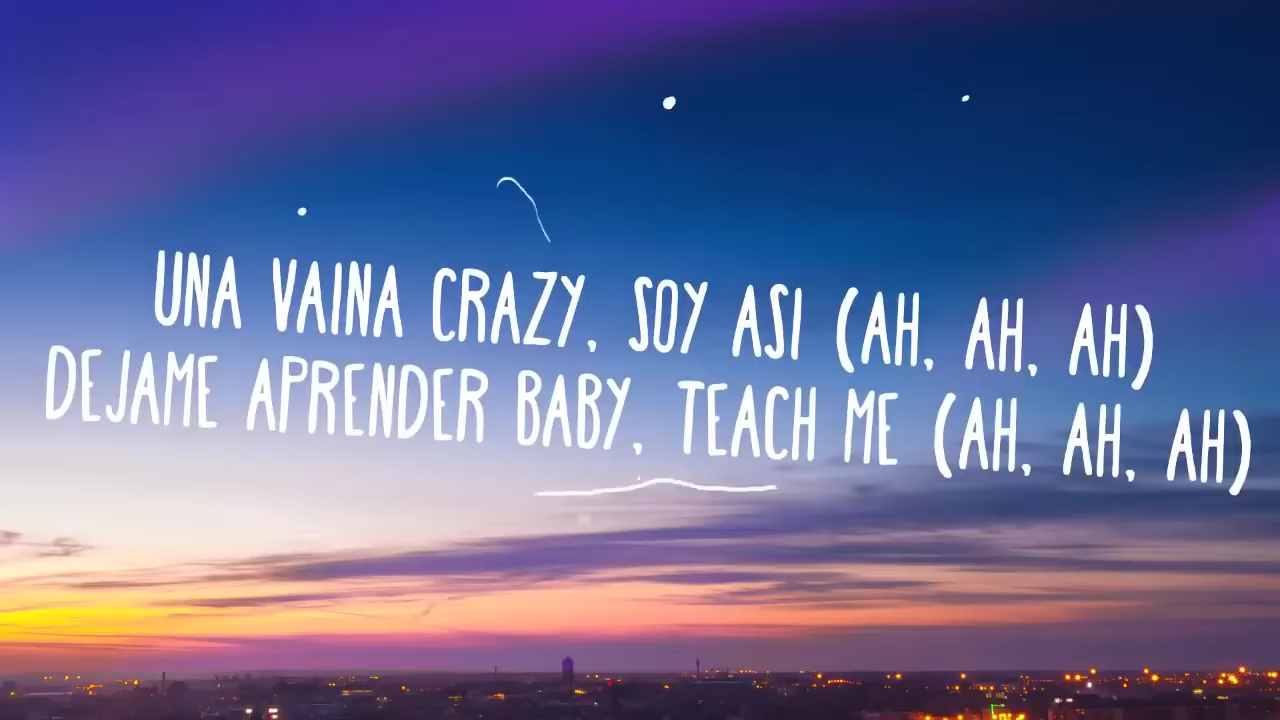 UNA VAINA CRAZY, SOY ASI (AH, AH, AH)
DEJAME APRENDER BABY, TEACH ME (AH, AH, AH)